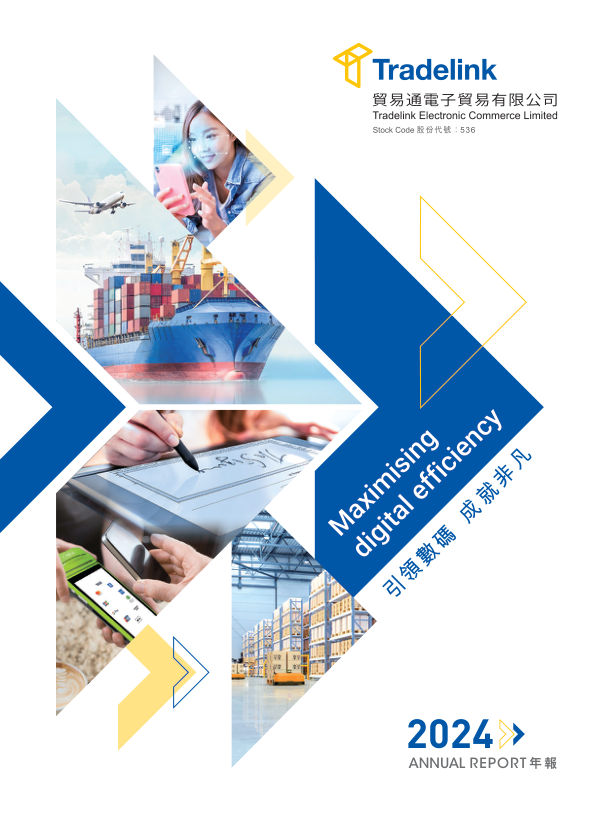 Tradelink
貿易通電子貿易有限公司
Tradelink Electronic Commerce Limited
Stock Code 股份代號：536
Maximising
digital efficiency
引領數碼 成就非凡
2024
ANNUAL REPORT 年報